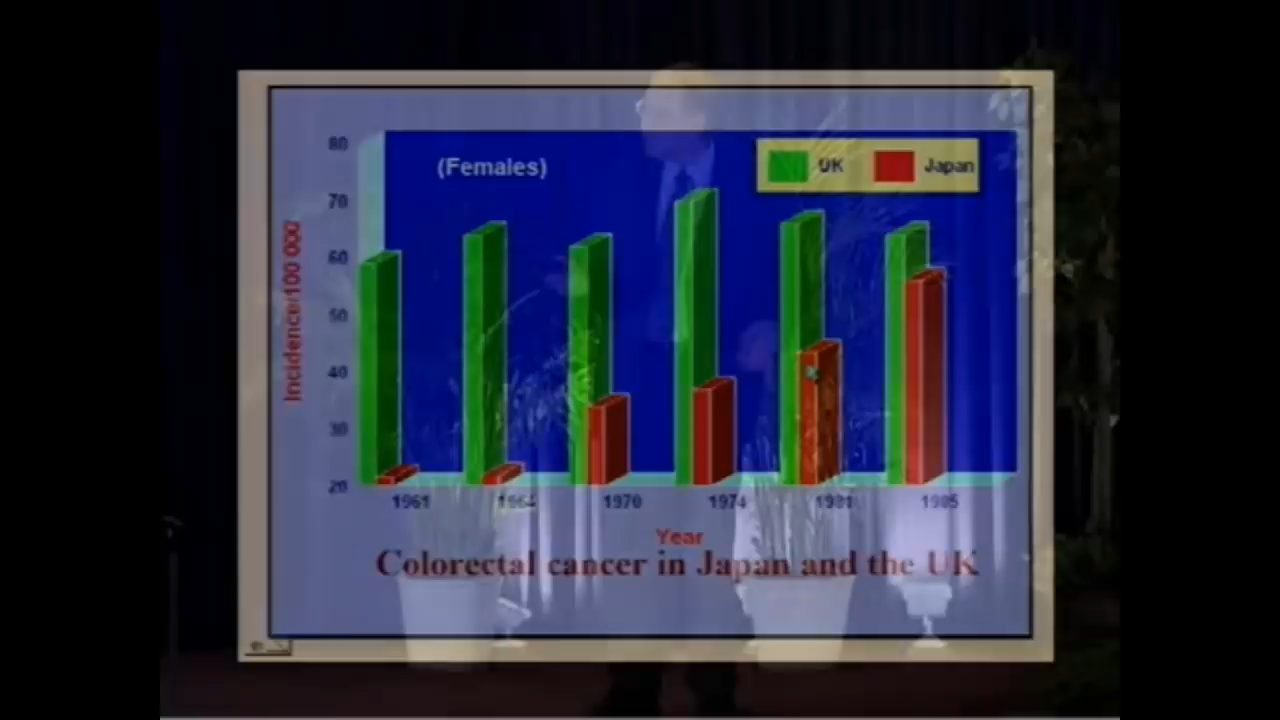 80
(Females)
UK
Japan
70
60
50
40
30
20
Incidence/100 000
1961
1964
1970
1974
1985
Year
Colorectal cancer in Japan and the UK